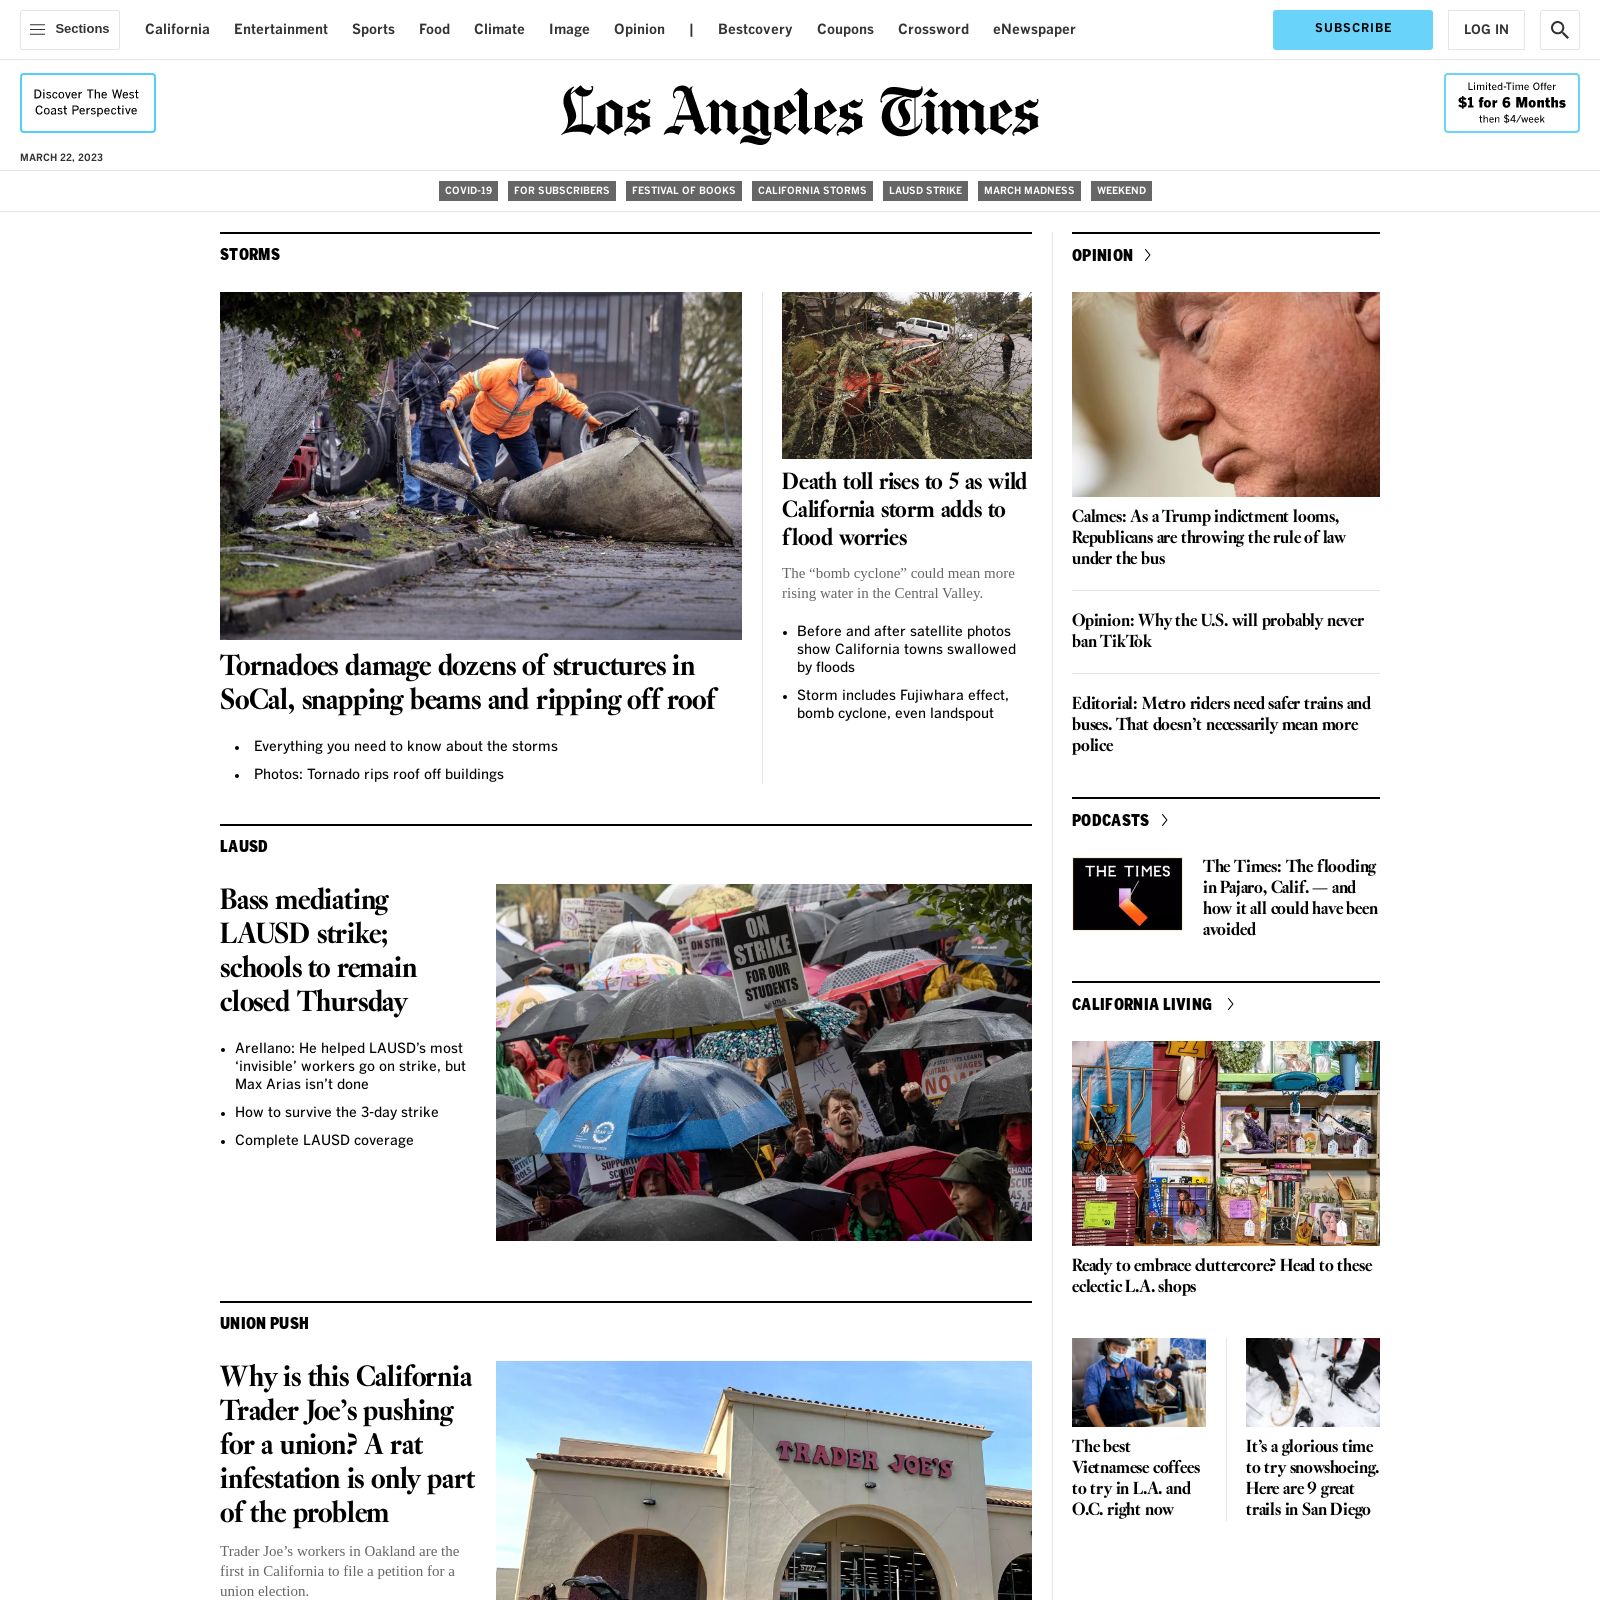 Sections
California
Entertainment
Sports
Food
Climate
Image
Opinion
|
Bestcovery
Coupons
Crossword
eNewspaper
SUBSCRIBE
LOG IN
Discover The West
Coast Perspective
Los Angeles Times
Limited-Time Offer
$1 for 6 Months
then $4/week
MARCH 22, 2023
COVID-19
FOR SUBSCRIBERS
FESTIVAL OF BOOKS
CALIFORNIA STORMS
LAUSD STRIKE
MARCH MADNESS
WEEKEND
STORMS
Tornadoes damage dozens of structures in
SoCal, snapping beams and ripping off roof
• Everything you need to know about the storms
• Photos: Tornado rips roof off buildings
Death toll rises to 5 as wild
California storm adds to
flood worries
The “bomb cyclone” could mean more
rising water in the Central Valley.
• Before and after satellite photos
show California towns swallowed
by floods
• Storm includes Fujiwhara effect,
bomb cyclone, even landspout
LAUSD
Bass mediating
LAUSD strike;
schools to remain
closed Thursday
• Arellano: He helped LAUSD’s most
‘invisible’ workers go on strike, but
Max Arias isn’t done
• How to survive the 3-day strike
• Complete LAUSD coverage
ON
STRIKE
FOR OUR
STUDENTS
UTLA
UNION PUSH
Why is this California
Trader Joe’s pushing
for a union? A rat
infestation is only part
of the problem
Trader Joe’s workers in Oakland are the
first in California to file a petition for a
union election.
TRADER JOE'S
5727
OPINION
Calmes: As a Trump indictment looms,
Republicans are throwing the rule of law
under the bus
Opinion: Why the U.S. will probably never
ban TikTok
Editorial: Metro riders need safer trains and
buses. That doesn’t necessarily mean more
police
PODCASTS
THE TIMES
The Times: The flooding
in Pajaro, Calif. — and
how it all could have been
avoided
CALIFORNIA LIVING
Ready to embrace cluttercore? Head to these
eclectic L.A. shops
The best
Vietnamese coffees
to try in L.A. and
O.C. right now
It’s a glorious time
to try snowshoeing.
Here are 9 great
trails in San Diego